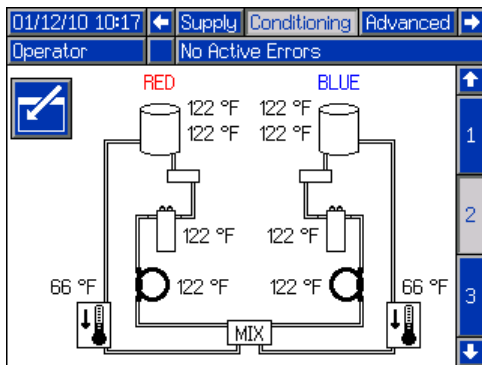 01/12/10 10:17 Supply Conditioning Advanced
Operator No Active Errors
RED BLUE
122 °F 122 °F
122 °F 122 °F
1
2
122 °F 122 °F
66 °F 122 °F 122 °F 66 °F
3
MIX